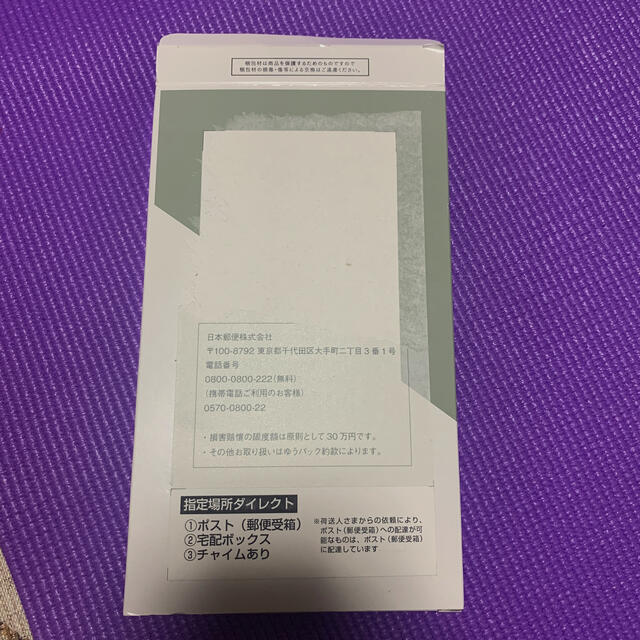 梱包材は商品を保護するためのものですので
梱包材の損傷・傷等による交換はご遠慮ください。
日本郵便株式会社
〒100-8792 東京都千代田区大手町二丁目3番1号
電話番号
0800-0800-222(無料)
(携帯電話ご利用のお客様)
0570-0800-22
・損害賠償の限度額は原則として30万円です。
・その他お取り扱いはゆうパック約款によります。
指定場所ダイレクト
①ポスト(郵便受箱)
②宅配ボックス
③チャイムあり
※荷送人さまからの依頼により、
ポスト(郵便受箱)への配達が可
能なものは、ポスト(郵便受箱)
に配達しています